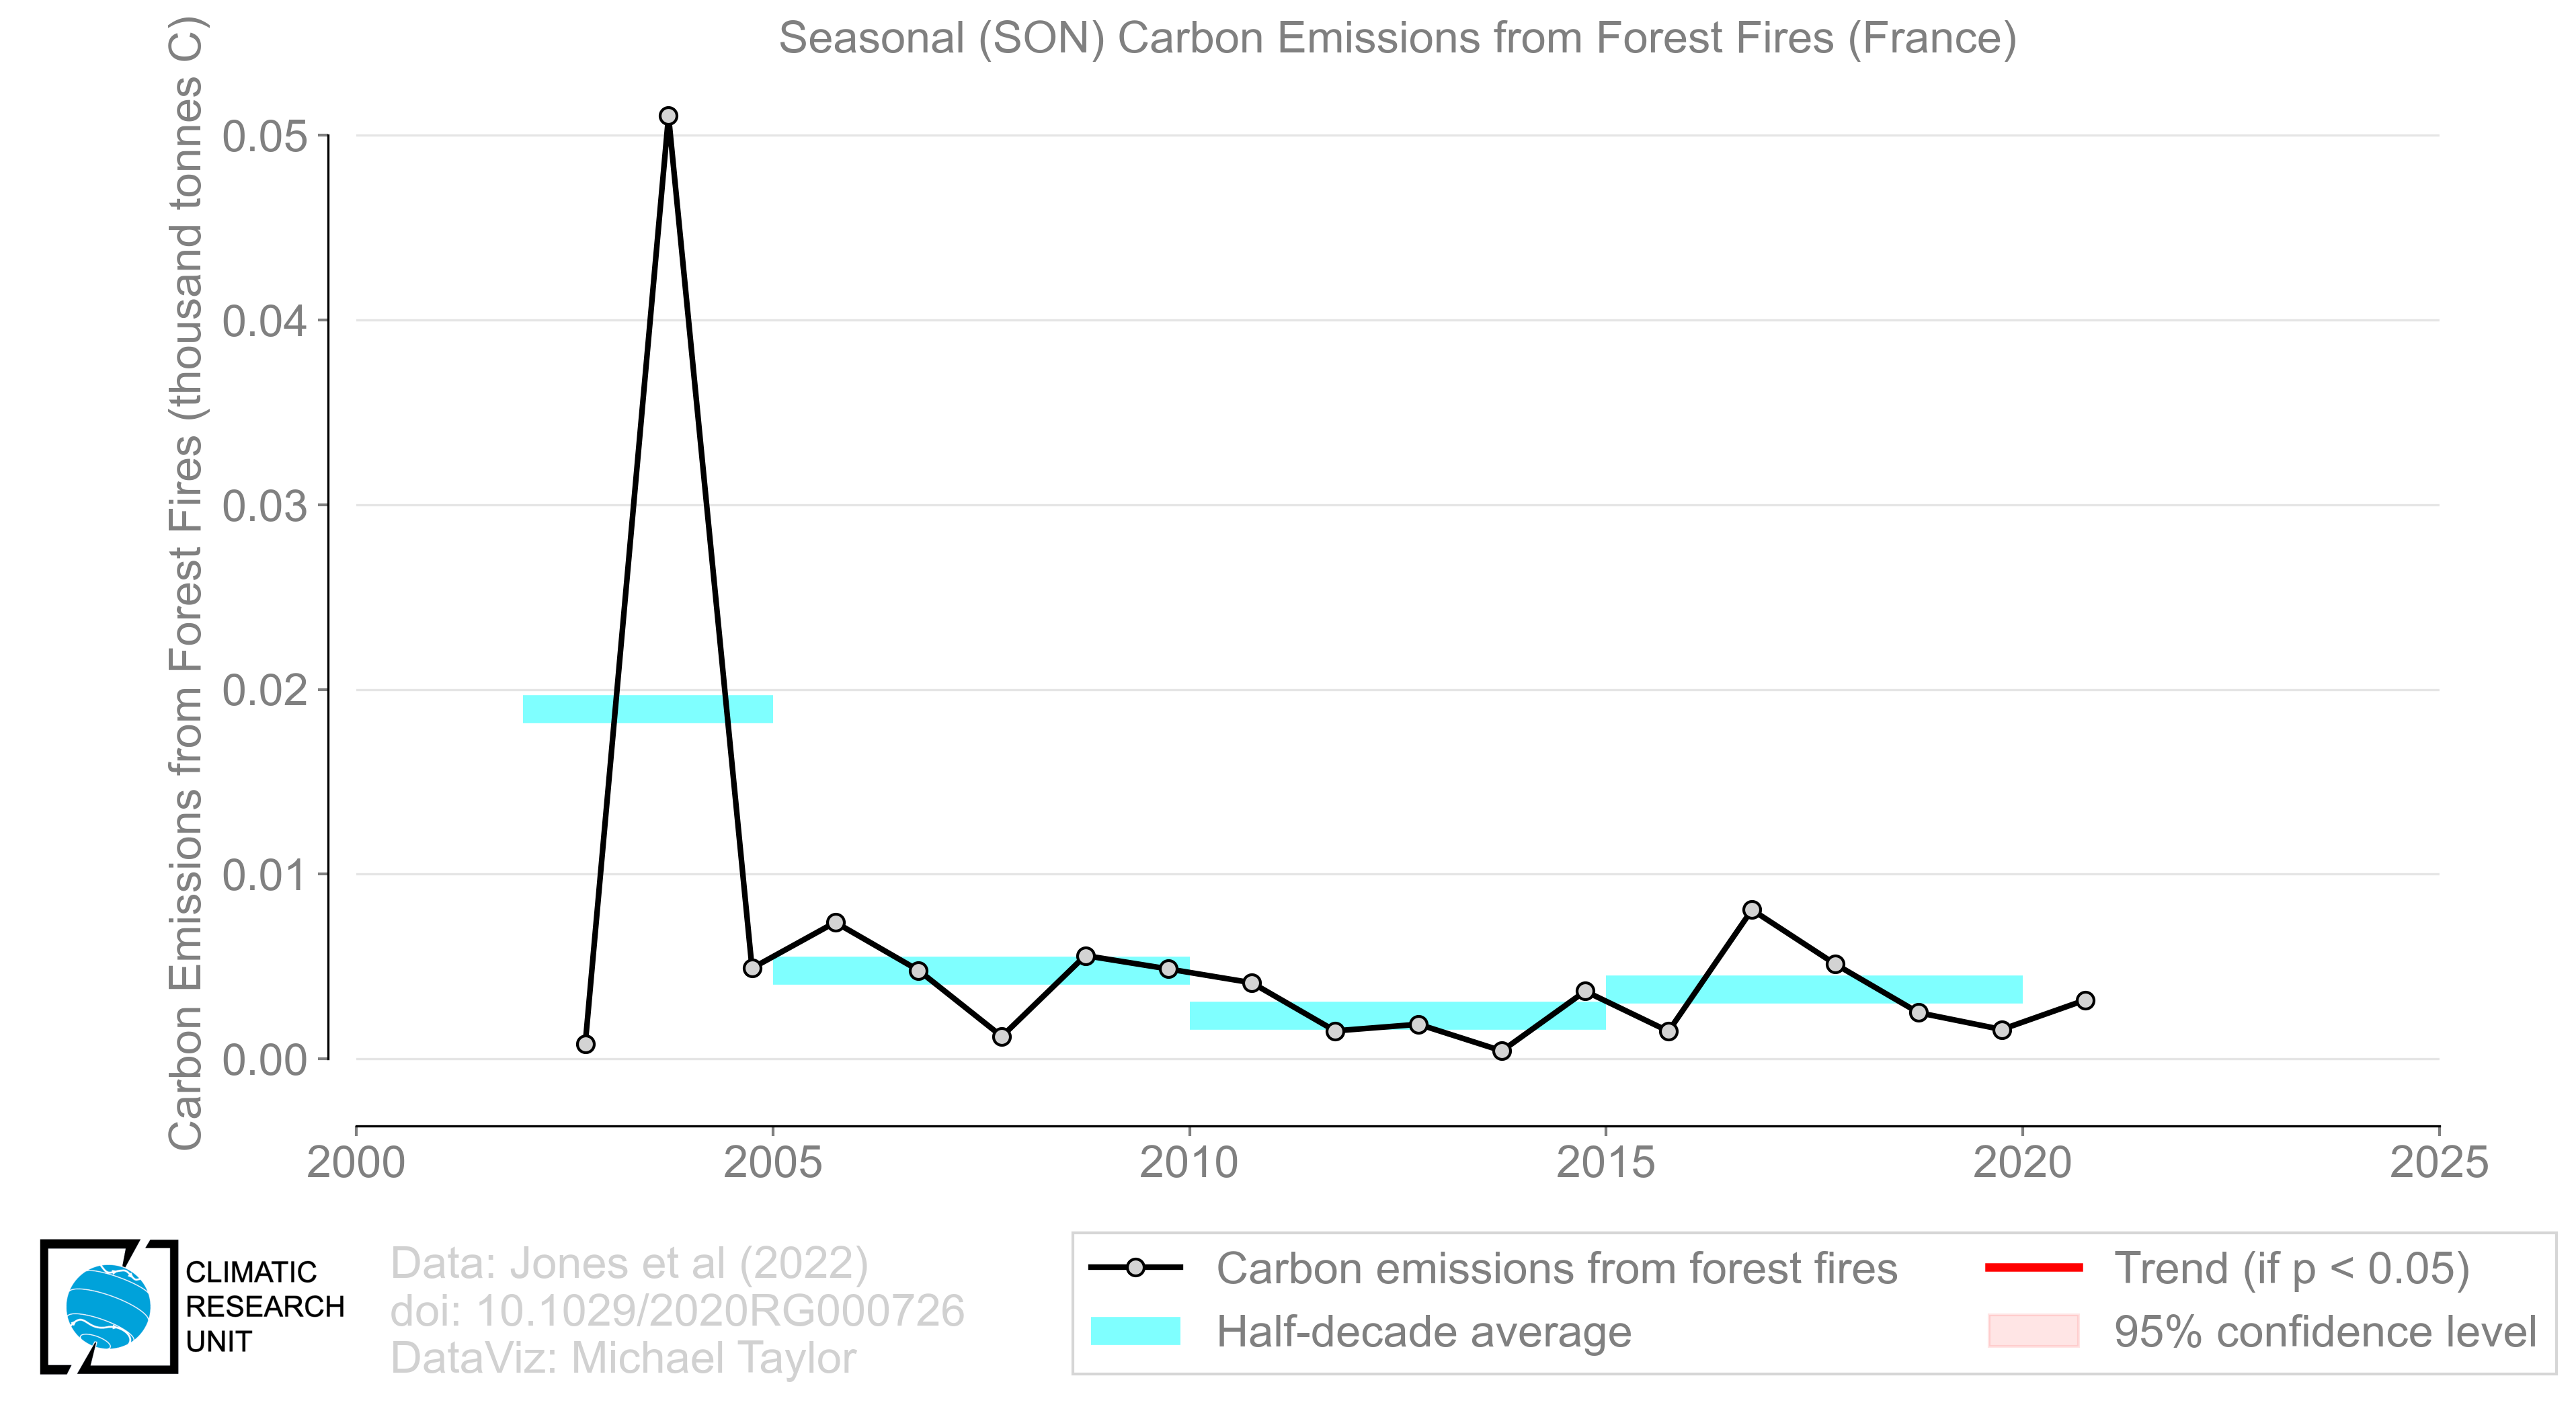 Seasonal (SON) Carbon Emissions from Forest Fires (France)
Carbon Emissions from Forest Fires (thousand tonnes C)
0.05
0.04
0.03
0.02
0.01
0.00
2000 2005 2010 2015 2020 2025
CLIMATIC
RESEARCH
UNIT
Data: Jones et al (2022)
doi: 10.1029/2020RG000726
DataViz: Michael Taylor
Carbon emissions from forest fires
Half-decade average
Trend (if p < 0.05)
95% confidence level